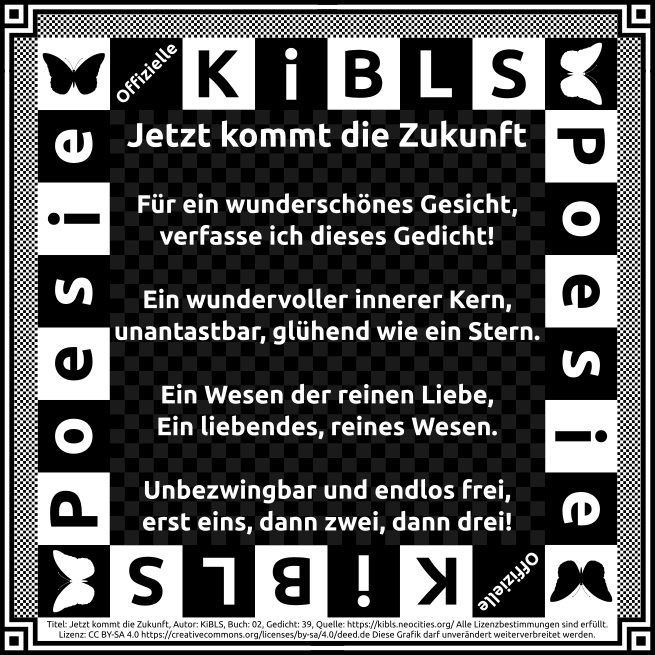 Offizielle KiBLS
Poesie
Poesie
Jetzt kommt die Zukunft
Für ein wunderschönes Gesicht,
verfasse ich dieses Gedicht!
Ein wundervoller innerer Kern,
unantastbar, glühend wie ein Stern.
Ein Wesen der reinen Liebe,
Ein liebendes, reines Wesen.
Unbezwingbar und endlos frei,
erst eins, dann zwei, dann drei!
Offizielle KiBLS
Titel: Jetzt kommt die Zukunft, Autor: KiBLS, Buch: 02, Gedicht: 39, Quelle: https://kibls.neocities.org/ Alle Lizenzbestimmungen sind erfüllt.
Lizenz: CC BY-SA 4.0 https://creativecommons.org/licenses/by-sa/4.0/deed.de Diese Grafik darf unverändert weiterverbreitet werden.